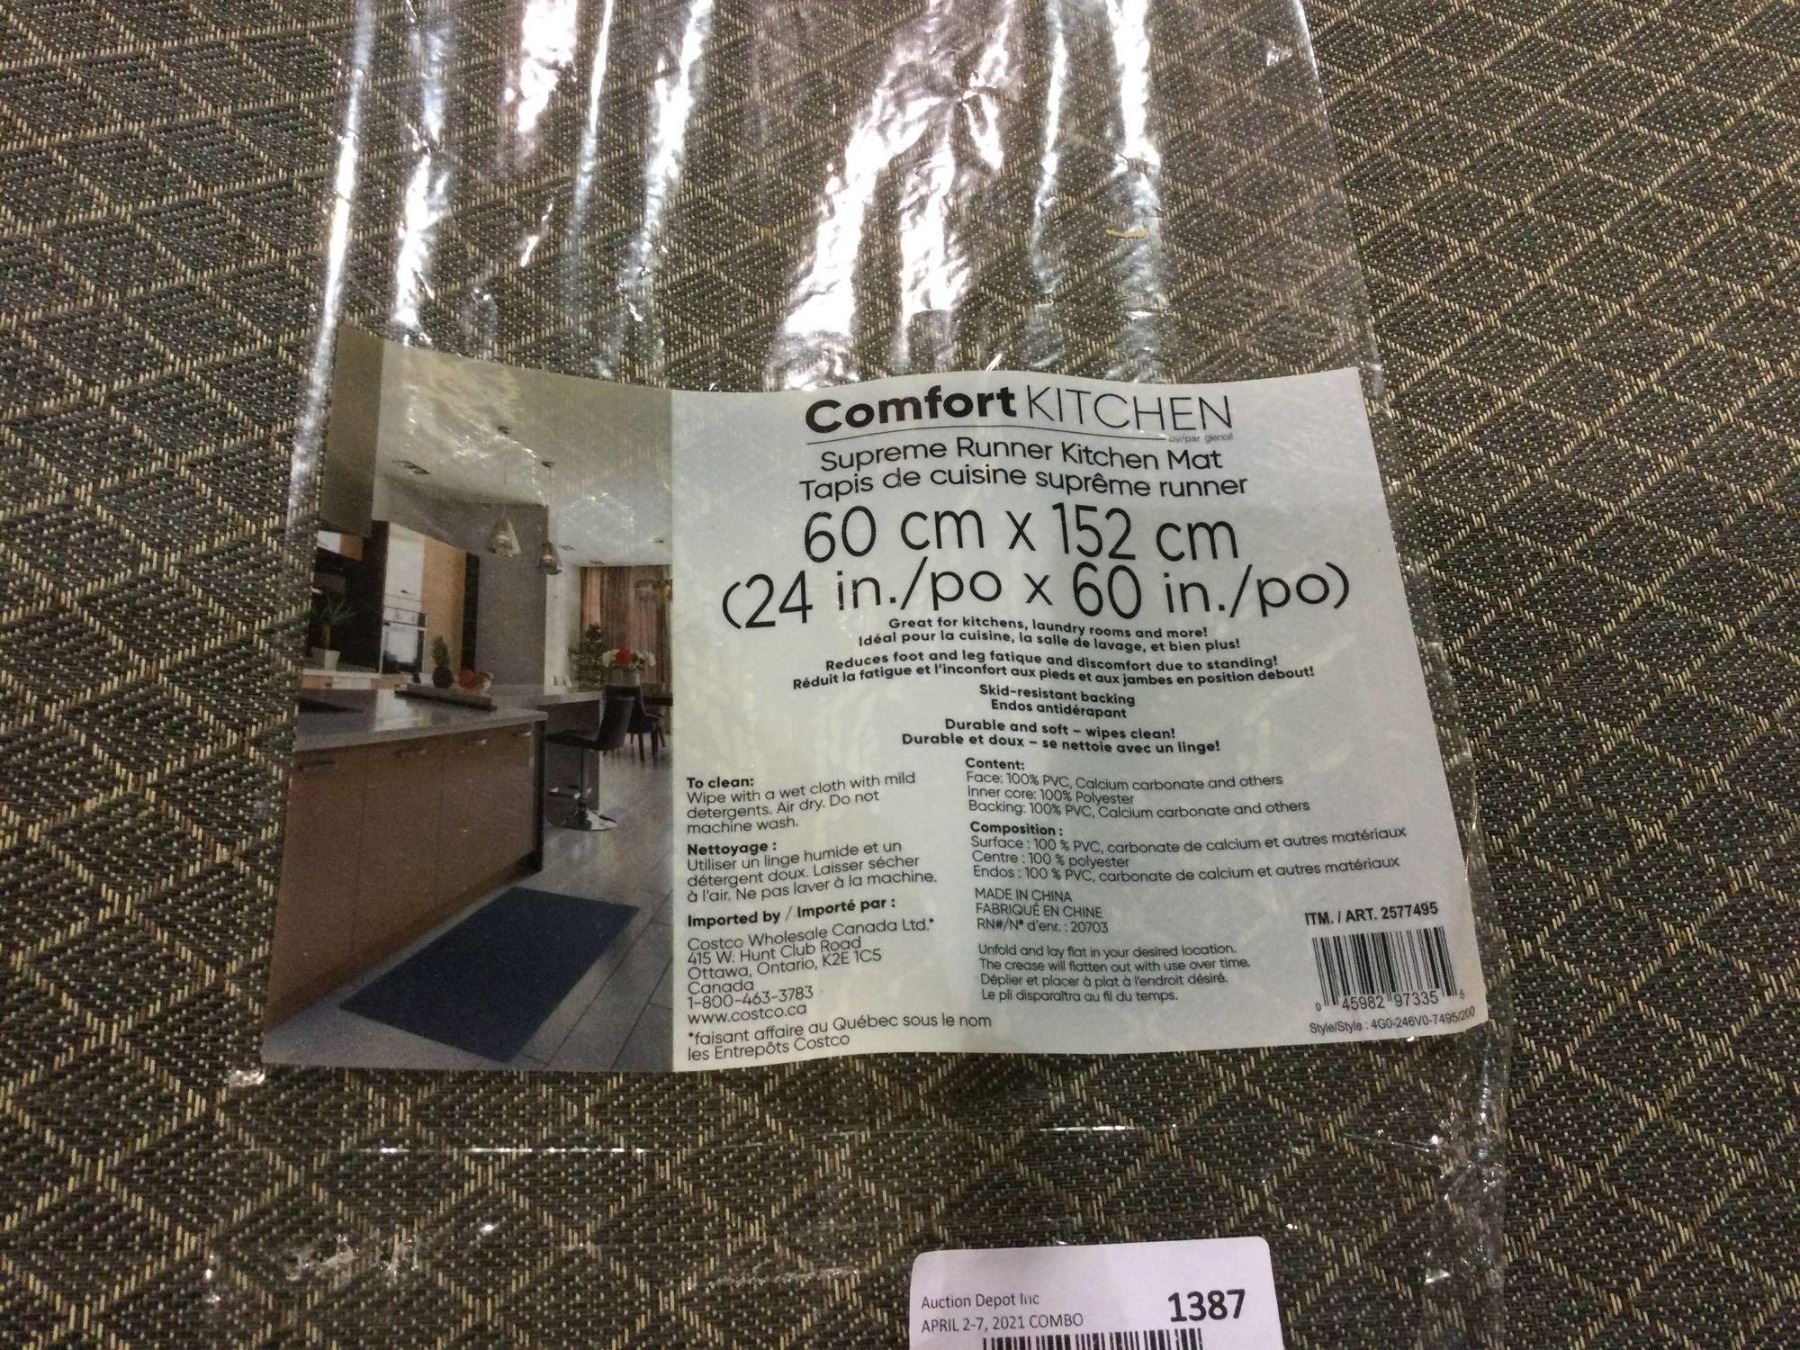 Comfort KITCHEN
by/par glenoit
Supreme Runner Kitchen Mat
Tapis de cuisine suprême runner
60 cm x 152 cm
(24 in./po x 60 in./po)
Great for kitchens, laundry rooms and more!
Idéal pour la cuisine, la salle de lavage, et bien plus!
Reduces foot and leg fatique and discomfort due to standing!
Réduit la fatigue et l'inconfort aux pieds et aux jambes en position debout!
Skid-resistant backing
Endos antidérapant
Durable and soft – wipes clean!
Durable et doux – se nettoie avec un linge!
To clean:
Wipe with a wet cloth with mild
detergents. Air dry. Do not
machine wash.
Nettoyage :
Utiliser un linge humide et un
détergent doux. Laisser sécher
à l'air. Ne pas laver à la machine.
Imported by / Importé par :
Costco Wholesale Canada Ltd.*
415 W. Hunt Club Road
Ottawa, Ontario, K2E 1C5
Canada
1-800-463-3783
www.costco.ca
*faisant affaire au Québec sous le nom
les Entrepôts Costco
Content:
Face: 100% PVC, Calcium carbonate and others
Inner core: 100% Polyester
Backing: 100% PVC, Calcium carbonate and others
Composition :
Surface : 100 % PVC, carbonate de calcium et autres matériaux
Centre : 100 % polyester
Endos : 100 % PVC, carbonate de calcium et autres matériaux
MADE IN CHINA
FABRIQUÉ EN CHINE
RN#/N° d'enr. : 20703
Unfold and lay flat in your desired location.
The crease will flatten out with use over time.
Déplier et placer à plat à l'endroit désiré.
Le pli disparaîtra au fil du temps.
ITM. / ART. 2577495
0 45982 97335 6
Style/Style : 4G0-246V0-7495/200
Auction Depot Inc
APRIL 2-7, 2021 COMBO
1387